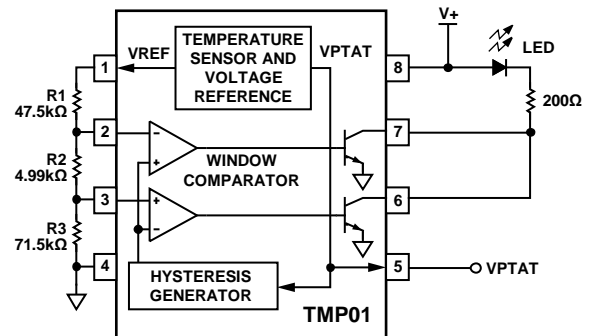 V+
VREF
TEMPERATURE
SENSOR AND
VOLTAGE
REFERENCE
VPTAT
LED
1
8
200Ω
R1
47.5kΩ
2
7
R2
4.99kΩ
WINDOW
COMPARATOR
3
6
R3
71.5kΩ
4
5
VPTAT
HYSTERESIS
GENERATOR
TMP01